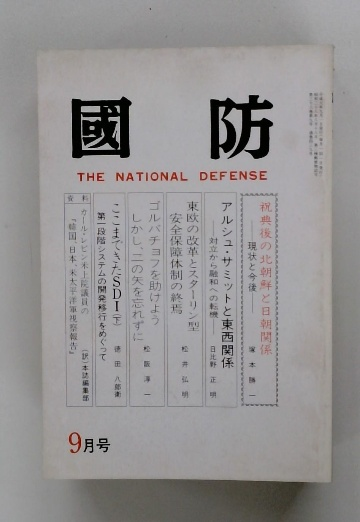 國防
THE NATIONAL DEFENSE
祝典後の北朝鮮と日朝関係
――現状と今後――
塚本勝一
アルシュ・サミットと東西関係
――対立から融和への転機――
日比野正明
東欧の改革とスターリン型
安全保障体制の終焉
松井弘明
ゴルバチョフを助けよう
しかし、二の矢を忘れずに
松阪淳一
ここまできたSDI(下)
第一段階システムの開発移行をめぐって
徳田八郎衛
資料
カール・レビン米上院議員の
「韓国、日本、米太平洋軍視察報告」
(訳)本誌編集部
9月号